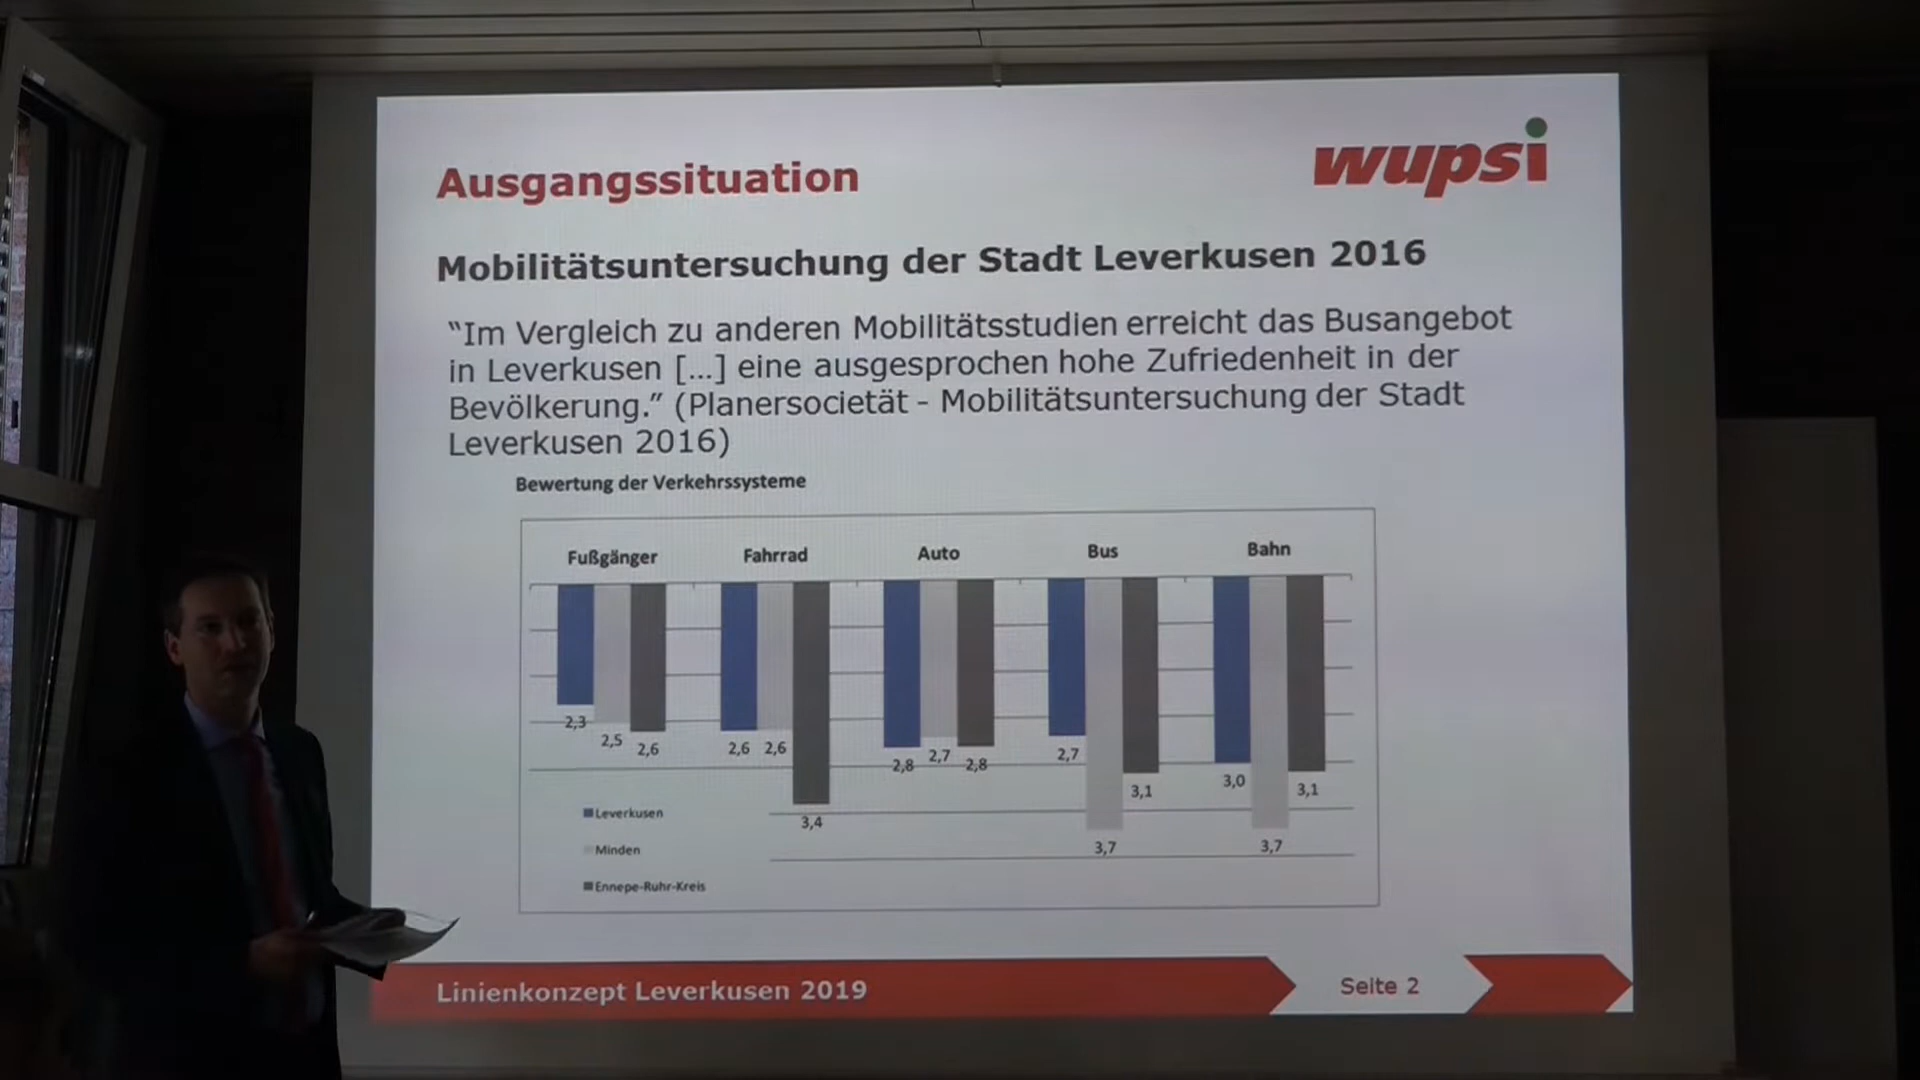 wupsi
Ausgangssituation
Mobilitätsuntersuchung der Stadt Leverkusen 2016
“Im Vergleich zu anderen Mobilitätsstudien erreicht das Busangebot
in Leverkusen [...] eine ausgesprochen hohe Zufriedenheit in der
Bevölkerung.” (Planersocietät - Mobilitätsuntersuchung der Stadt
Leverkusen 2016)
Bewertung der Verkehrssysteme
Fußgänger Fahrrad Auto Bus Bahn
2,3 2,5 2,6 2,6 2,6 3,4 2,8 2,7 2,8 2,7 3,7 3,1 3,0 3,7 3,1
Leverkusen
Minden
Ennepe-Ruhr-Kreis
Linienkonzept Leverkusen 2019
Seite 2